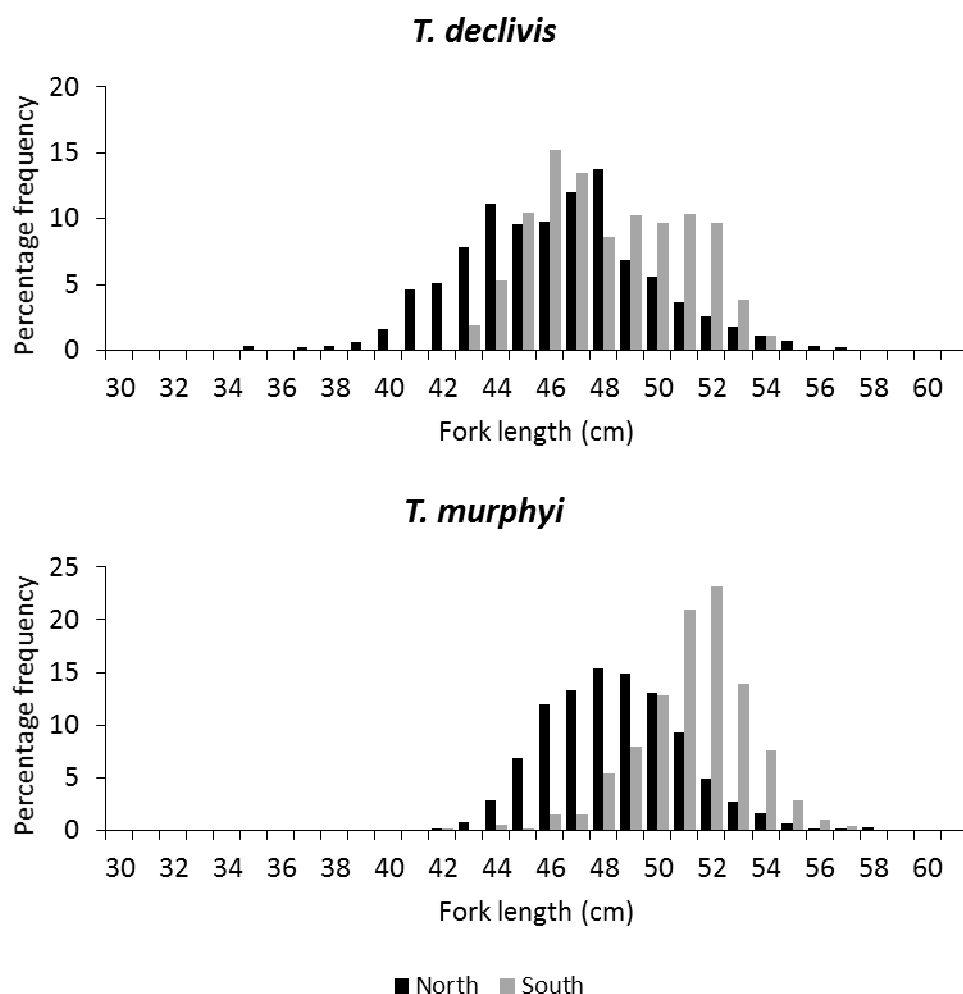 T. declivis
Percentage frequency
20
15
10
5
0
30 32 34 36 38 40 42 44 46 48 50 52 54 56 58 60
Fork length (cm)
T. murphyi
Percentage frequency
25
20
15
10
5
0
30 32 34 36 38 40 42 44 46 48 50 52 54 56 58 60
Fork length (cm)
North South